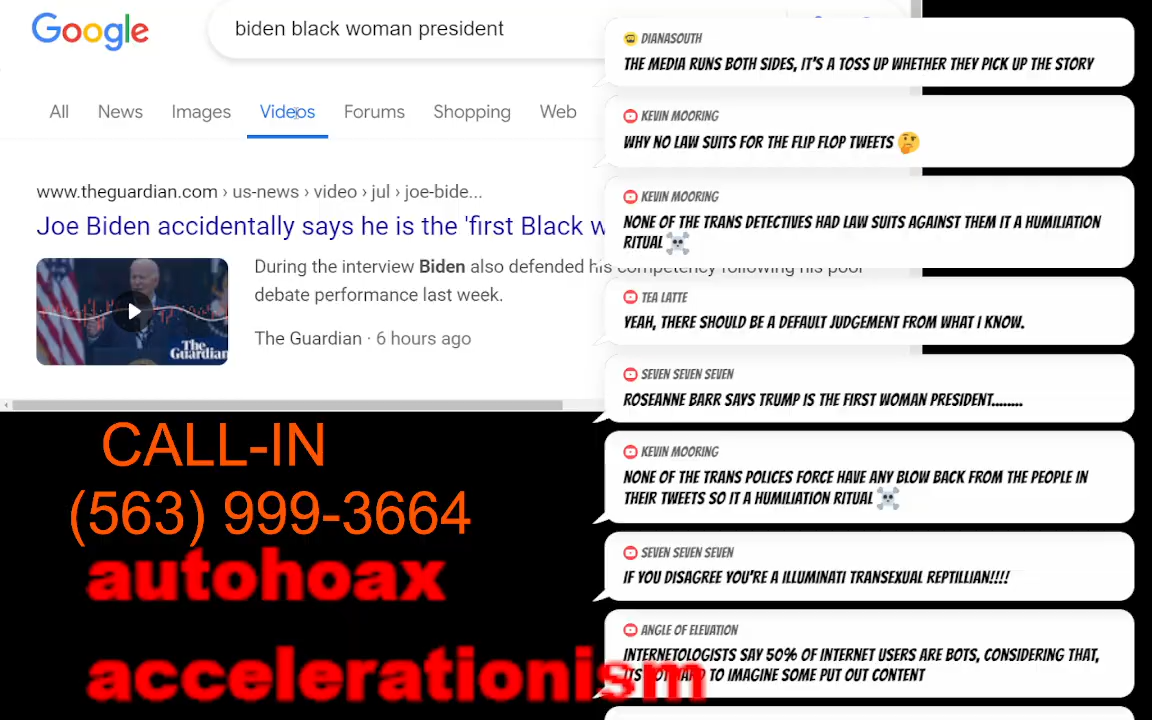 Google
biden black woman president
All News Images Videos Forums Shopping Web
www.theguardian.com › us-news › video › jul › joe-bide...
Joe Biden accidentally says he is the 'first Black w
During the interview Biden also defended his competency following his poor
debate performance last week.
The Guardian · 6 hours ago
The Guardian
CALL-IN
(563) 999-3664
autohoax
accelerationism
DIANASOUTH
THE MEDIA RUNS BOTH SIDES, IT'S A TOSS UP WHETHER THEY PICK UP THE STORY
KEVIN MOORING
WHY NO LAW SUITS FOR THE FLIP FLOP TWEETS 🤔
KEVIN MOORING
NONE OF THE TRANS DETECTIVES HAD LAW SUITS AGAINST THEM IT A HUMILIATION
RITUAL ☠️
TEA LATTE
YEAH, THERE SHOULD BE A DEFAULT JUDGEMENT FROM WHAT I KNOW.
SEVEN SEVEN SEVEN
ROSEANNE BARR SAYS TRUMP IS THE FIRST WOMAN PRESIDENT........
KEVIN MOORING
NONE OF THE TRANS POLICES FORCE HAVE ANY BLOW BACK FROM THE PEOPLE IN
THEIR TWEETS SO IT A HUMILIATION RITUAL ☠️
SEVEN SEVEN SEVEN
IF YOU DISAGREE YOU'RE A ILLUMINATI TRANSEXUAL REPTILLIAN!!!!
ANGLE OF ELEVATION
INTERNETOLOGISTS SAY 50% OF INTERNET USERS ARE BOTS, CONSIDERING THAT,
TO IMAGINE SOME PUT OUT CONTENT